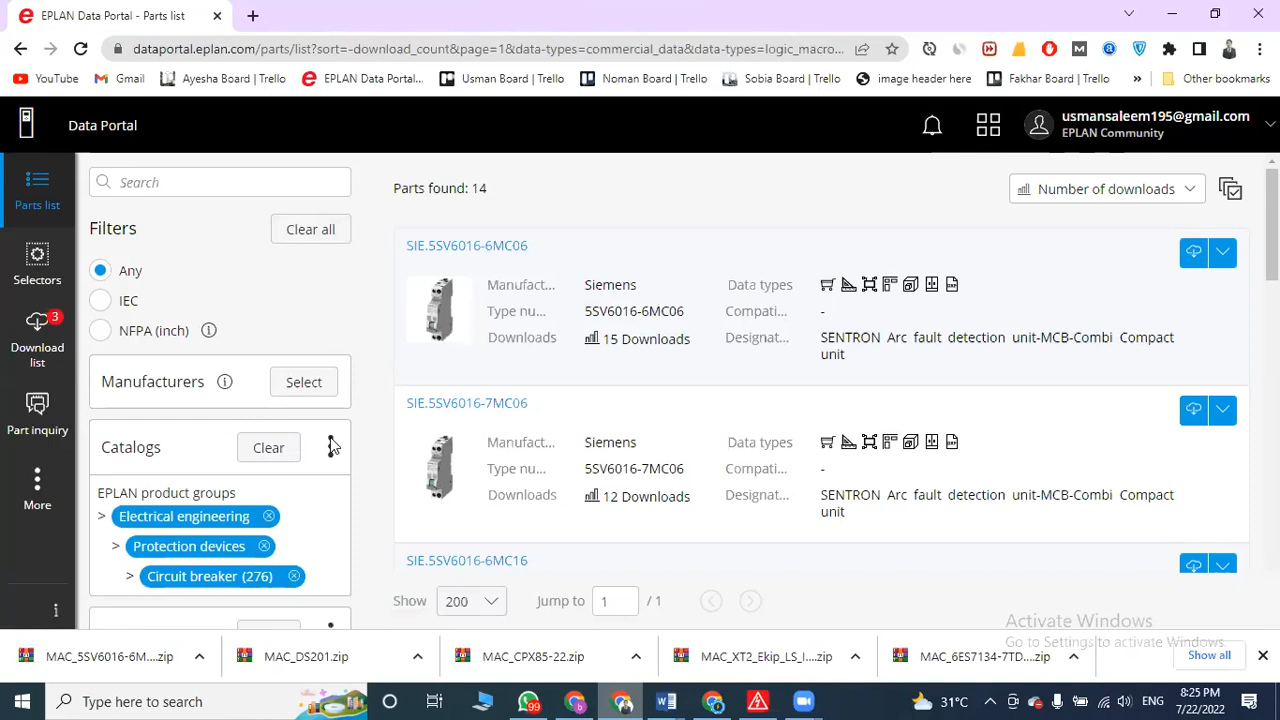 EPLAN Data Portal - Parts list
dataportal.eplan.com/parts/list?sort=-download_count&page=1&data-types=commercial_data&data-types=logic_macro...
YouTube
Gmail
Ayesha Board | Trello
EPLAN Data Portal...
Usman Board | Trello
Noman Board | Trello
Sobia Board | Trello
image header here
Fakhar Board | Trello
Other bookmarks
Data Portal
usmansaleem195@gmail.com
EPLAN Community
Parts list
Selectors
3
Download list
Part inquiry
More
Search
Filters
Clear all
Any
IEC
NFPA (inch)
Manufacturers
Select
Catalogs
Clear
EPLAN product groups
> Electrical engineering
> Protection devices
> Circuit breaker (276)
Parts found: 14
Number of downloads
SIE.5SV6016-6MC06
Manufact... Siemens Data types
Type nu... 5SV6016-6MC06 Compati... -
Downloads 15 Downloads Designat... SENTRON Arc fault detection unit-MCB-Combi Compact
unit
SIE.5SV6016-7MC06
Manufact... Siemens Data types
Type nu... 5SV6016-7MC06 Compati... -
Downloads 12 Downloads Designat... SENTRON Arc fault detection unit-MCB-Combi Compact
unit
SIE.5SV6016-6MC16
Show 200 Jump to 1 / 1
Activate Windows
Go to Settings to activate Windows.
MAC_5SV6016-6M....zip
MAC_DS201.zip
MAC_CPX85-22.zip
MAC_XT2_Ekip_LS_I....zip
MAC_6ES7134-7TD....zip
Show all
Type here to search
99
31°C
ENG
8:25 PM
7/22/2022